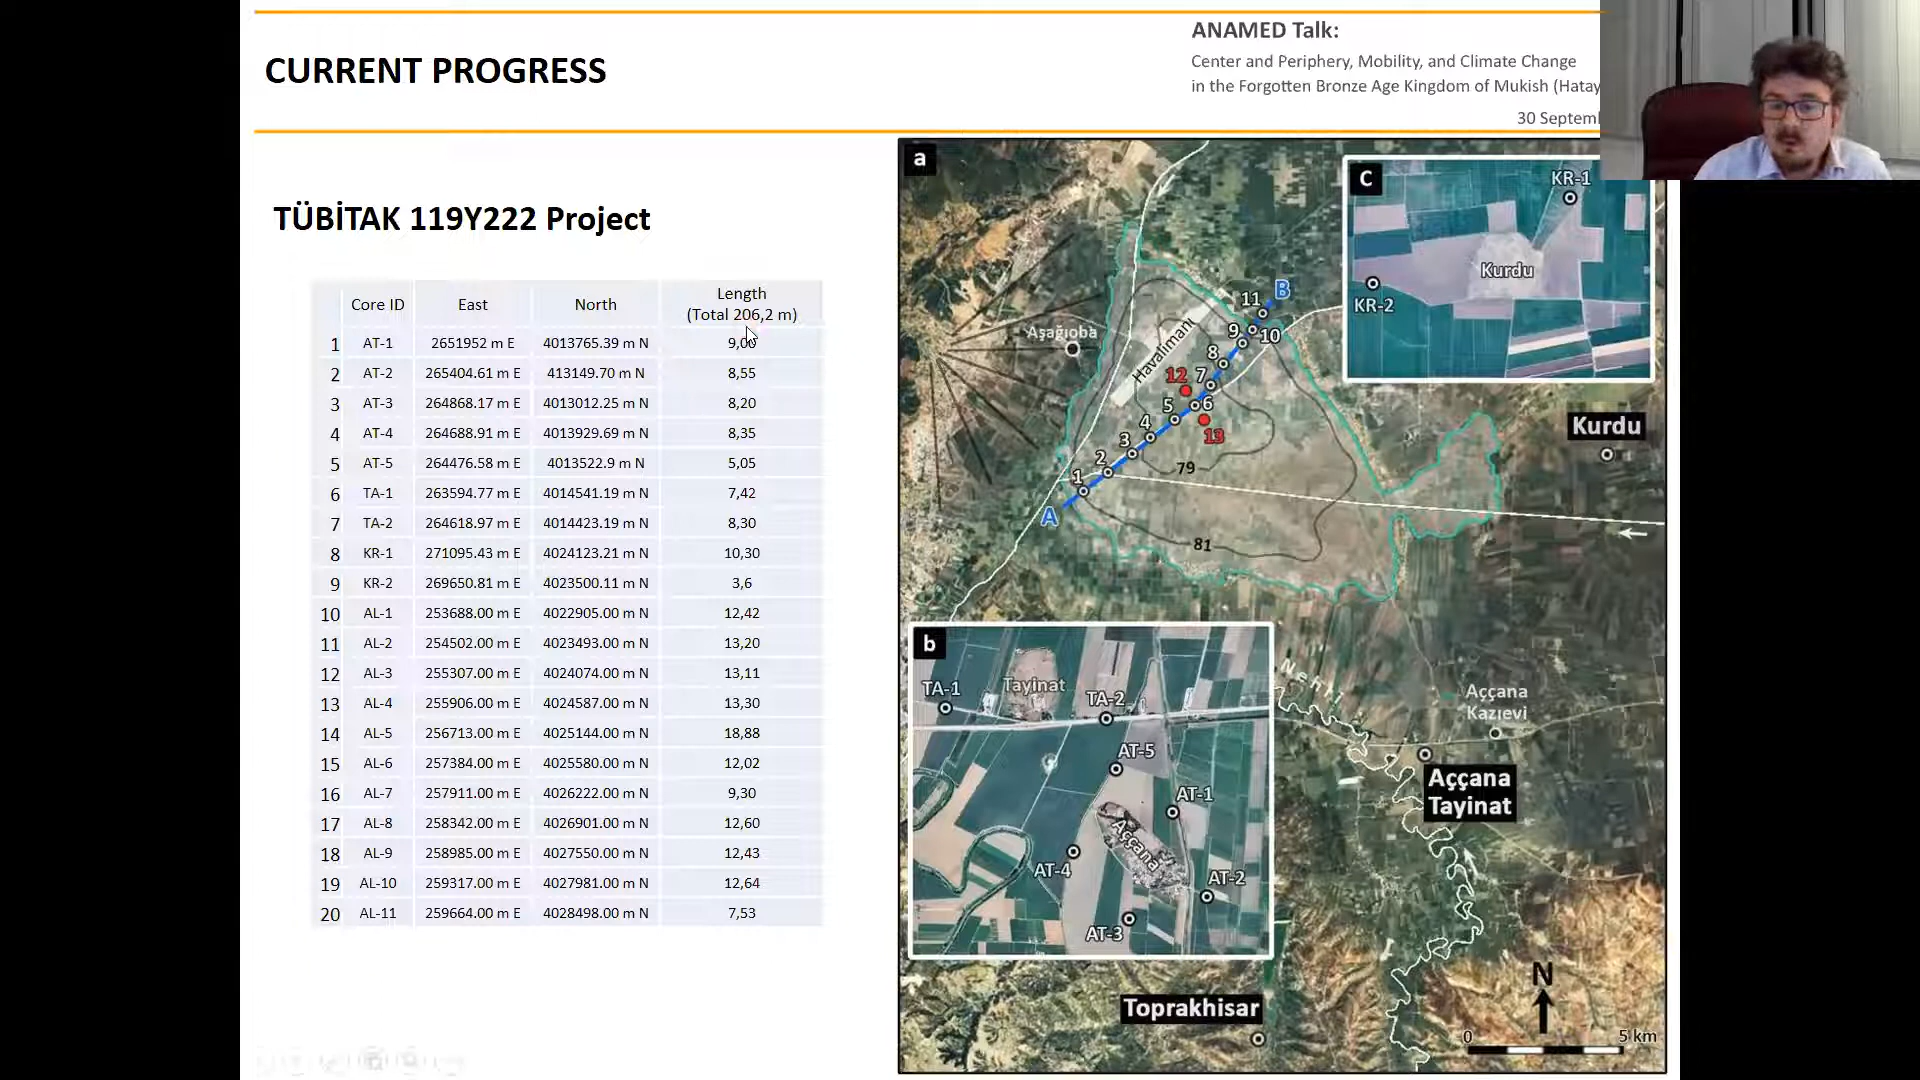 CURRENT PROGRESS
ANAMED Talk:
Center and Periphery, Mobility, and Climate Change
in the Forgotten Bronze Age Kingdom of Mukish (Hatay
30 Septem
TÜBİTAK 119Y222 Project
Core ID East North Length
(Total 206,2 m)
1 AT-1 2651952 m E 4013765.39 m N 9,00
2 AT-2 265404.61 m E 413149.70 m N 8,55
3 AT-3 264868.17 m E 4013012.25 m N 8,20
4 AT-4 264688.91 m E 4013929.69 m N 8,35
5 AT-5 264476.58 m E 4013522.9 m N 5,05
6 TA-1 263594.77 m E 4014541.19 m N 7,42
7 TA-2 264618.97 m E 4014423.19 m N 8,30
8 KR-1 271095.43 m E 4024123.21 m N 10,30
9 KR-2 269650.81 m E 4023500.11 m N 3,6
10 AL-1 253688.00 m E 4022905.00 m N 12,42
11 AL-2 254502.00 m E 4023493.00 m N 13,20
12 AL-3 255307.00 m E 4024074.00 m N 13,11
13 AL-4 255906.00 m E 4024587.00 m N 13,30
14 AL-5 256713.00 m E 4025144.00 m N 18,88
15 AL-6 257384.00 m E 4025580.00 m N 12,02
16 AL-7 257911.00 m E 4026222.00 m N 9,30
17 AL-8 258342.00 m E 4026901.00 m N 12,60
18 AL-9 258985.00 m E 4027550.00 m N 12,43
19 AL-10 259317.00 m E 4027981.00 m N 12,64
20 AL-11 259664.00 m E 4028498.00 m N 7,53
a
Aşağıoba
Havalimanı
B
11
10
9
8
7
12
6
5
13
4
3
2
1
A
79
81
C
KR-1
Kurdu
KR-2
Kurdu
b
TA-1
Tayinat
TA-2
AT-5
AT-1
Aççana
AT-4
AT-2
AT-3
Nehri
Aççana
Kazıevi
Aççana
Tayinat
Toprakhisar
N
0 5 km